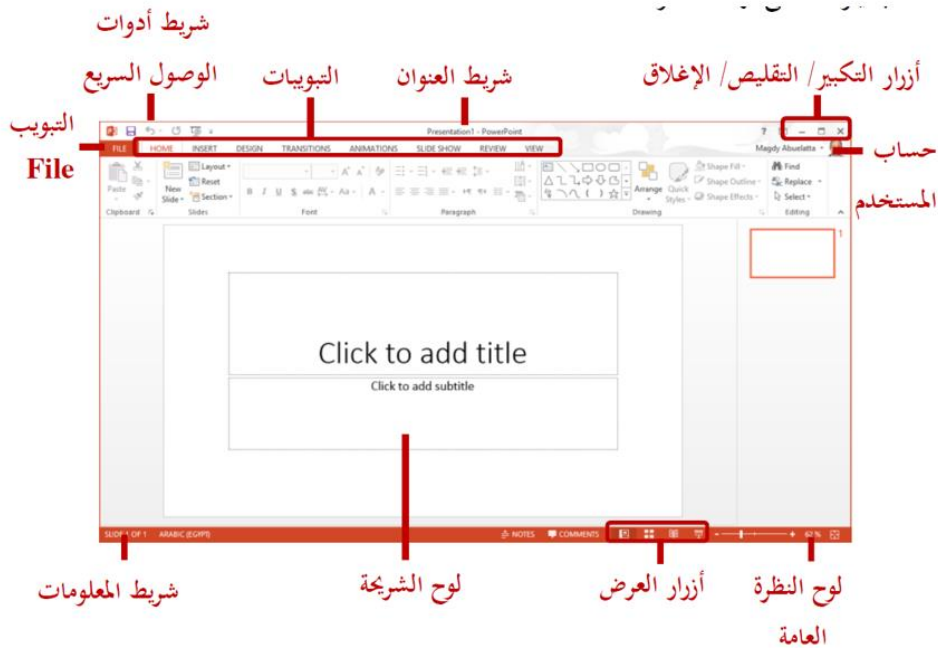 شريط أدوات
الوصول السريع
التبويبات
شريط العنوان
أزرار التكبير/ التقليص/ الإغلاق
التبويب
File
حساب
المستخدم
Presentation1 - PowerPoint
FILE HOME INSERT DESIGN TRANSITIONS ANIMATIONS SLIDE SHOW REVIEW VIEW
Magdy Abuelatta
Paste
New
Slide
Layout
Reset
Section
Arrange
Quick
Styles
Shape Fill
Shape Outline
Shape Effects
Find
Replace
Select
Clipboard Slides Font Paragraph Drawing Editing
1
Click to add title
Click to add subtitle
SLIDE 1 OF 1 ARABIC (EGYPT) NOTES COMMENTS 62 %
شريط المعلومات
لوح الشريحة
أزرار العرض
لوح النظرة
العامة